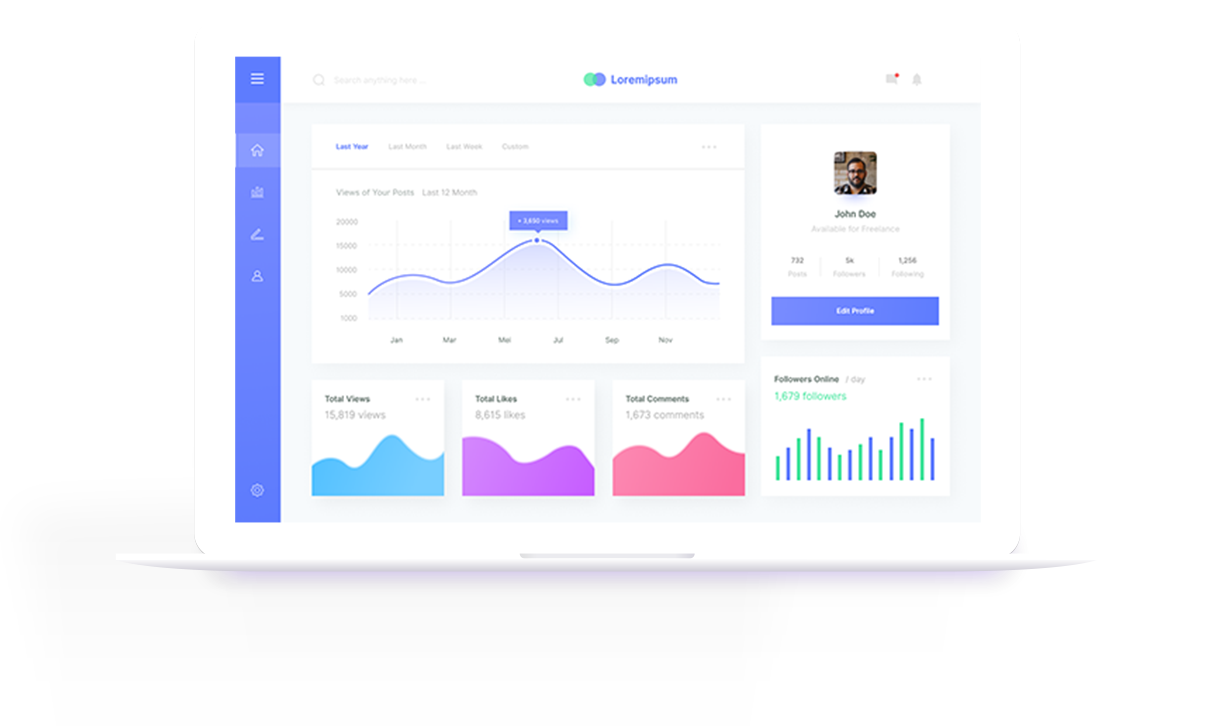 Search anything here ...
Loremipsum
Last Year Last Month Last Week Custom
Views of Your Posts Last 12 Month
20000
15000
10000
5000
1000
+ 3,650 views
Jan Mar Mei Jul Sep Nov
John Doe
Available for Freelance
732 5k 1,256
Posts Followers Following
Edit Profile
Total Views
15,819 views
Total Likes
8,615 likes
Total Comments
1,673 comments
Followers Online / day
1,679 followers